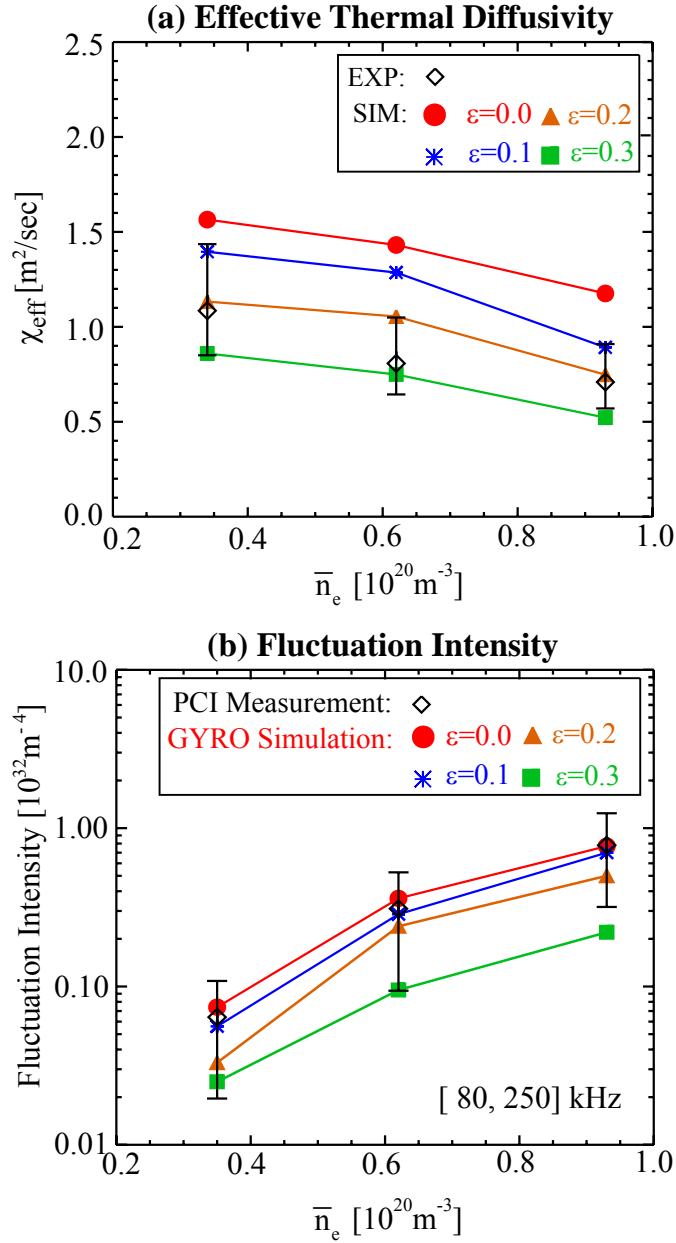 (a) Effective Thermal Diffusivity
2.5
2.0
1.5
1.0
0.5
0.0
χeff [m²/sec]
EXP:
SIM: ε=0.0 ε=0.2
ε=0.1 ε=0.3
0.2 0.4 0.6 0.8 1.0
n̅e [10²⁰m⁻³]
(b) Fluctuation Intensity
10.0
1.00
0.10
0.01
Fluctuation Intensity [10³²m⁻⁴]
PCI Measurement:
GYRO Simulation: ε=0.0 ε=0.2
ε=0.1 ε=0.3
[ 80, 250] kHz
0.2 0.4 0.6 0.8 1.0
n̅e [10²⁰m⁻³]